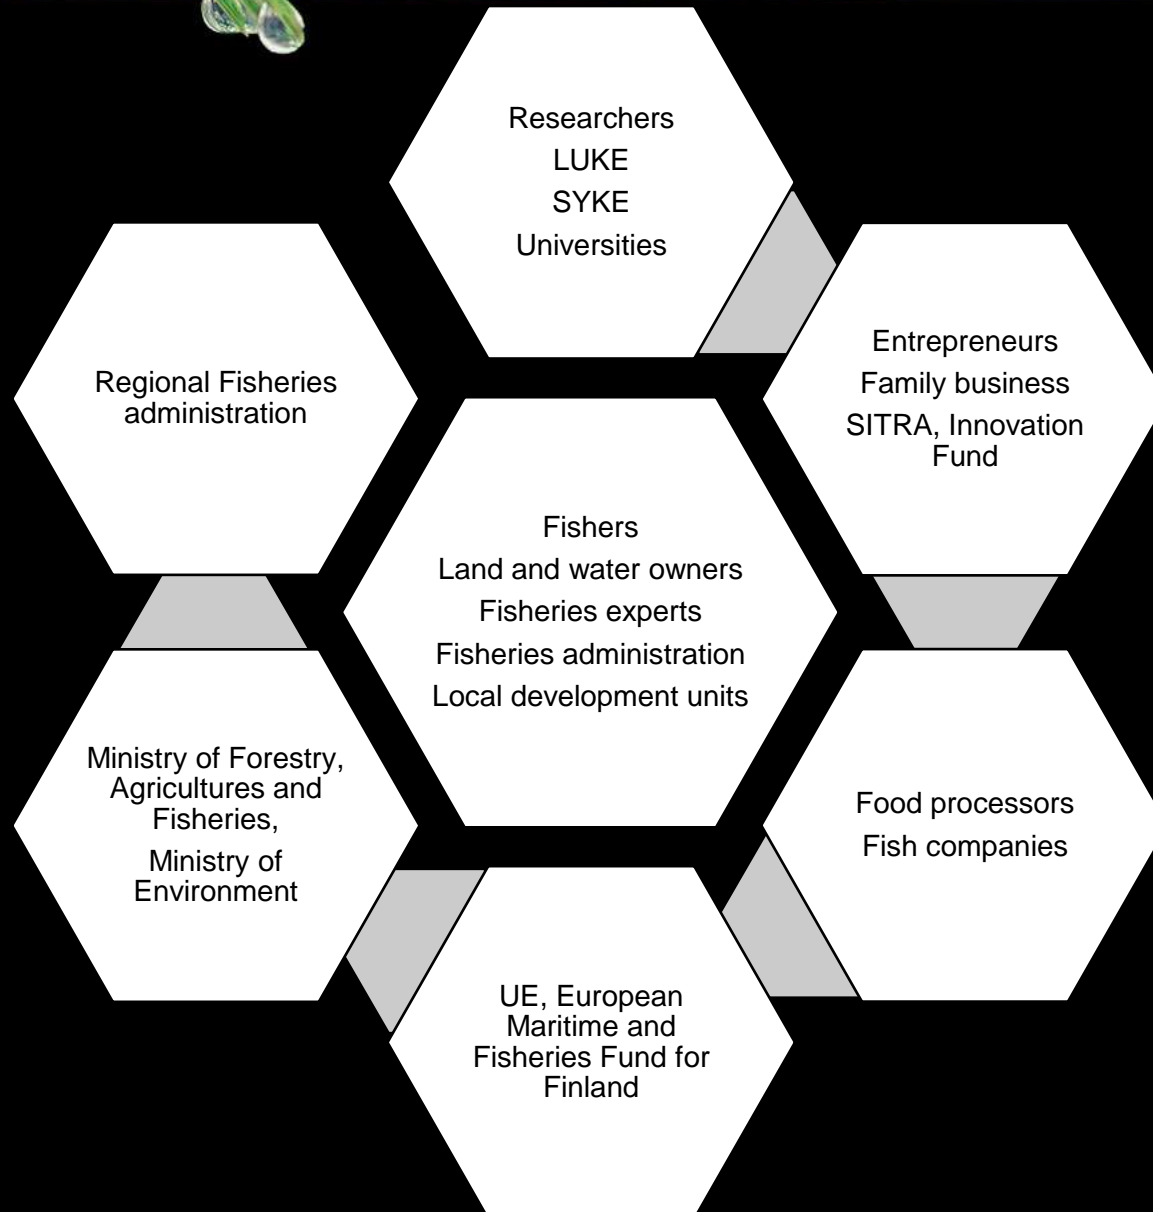 Researchers
LUKE
SYKE
Universities
Entrepreneurs
Family business
SITRA, Innovation
Fund
Regional Fisheries
administration
Fishers
Land and water owners
Fisheries experts
Fisheries administration
Local development units
Ministry of Forestry,
Agricultures and
Fisheries,
Ministry of
Environment
Food processors
Fish companies
UE, European
Maritime and
Fisheries Fund for
Finland